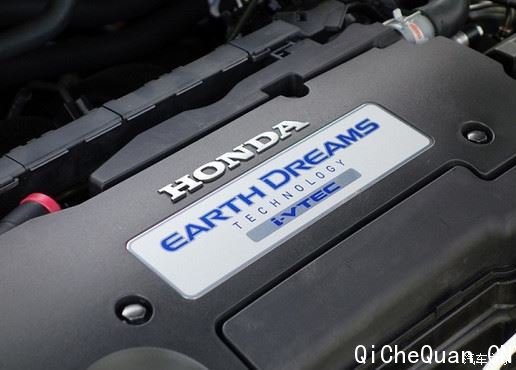 HONDA
EARTH DREAMS
TECHNOLOGY
i-VTEC
QiCheQuan.CN